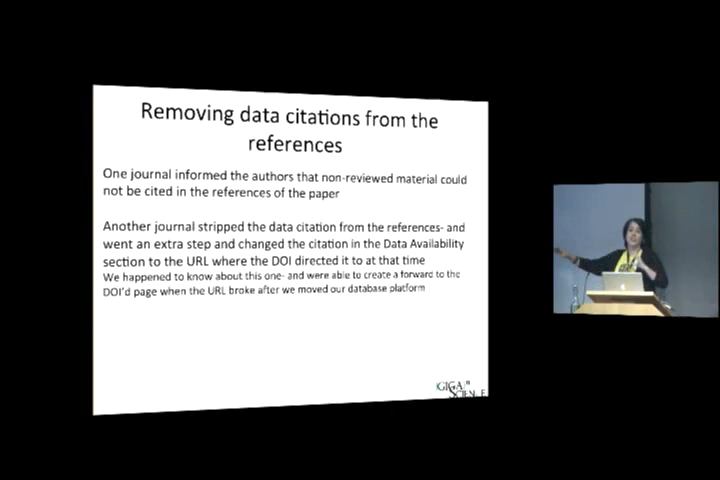 Removing data citations from the
references
One journal informed the authors that non-reviewed material could
not be cited in the references of the paper
Another journal stripped the data citation from the references- and
went an extra step and changed the citation in the Data Availability
section to the URL where the DOI directed it to at that time
We happened to know about this one- and were able to create a forward to the
DOI'd page when the URL broke after we moved our database platform
GIGA
SCIENCE